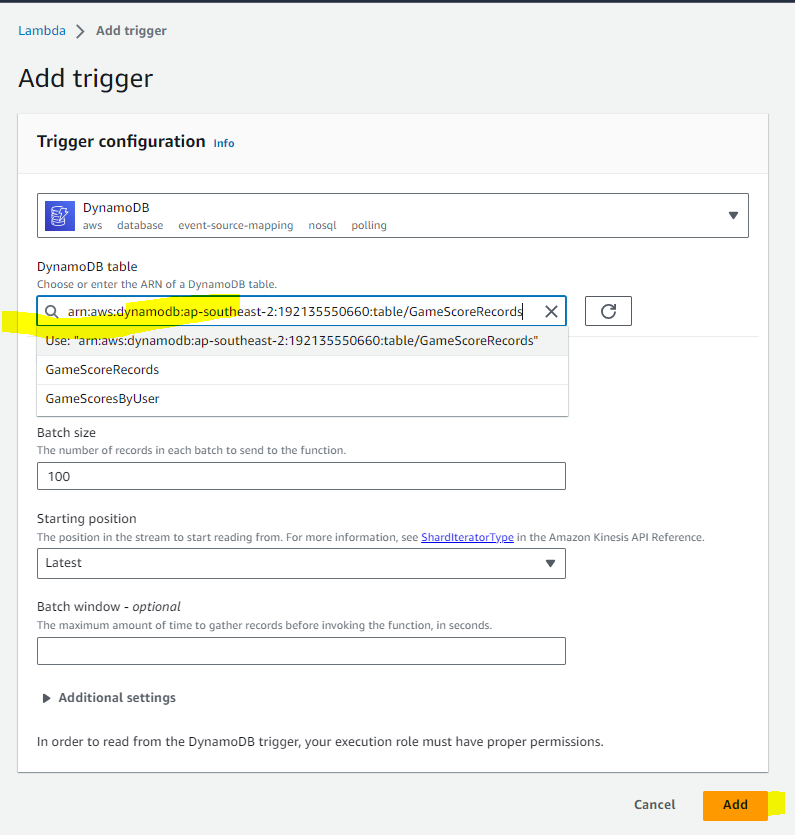 Lambda > Add trigger
Add trigger
Trigger configuration Info
DynamoDB
aws database event-source-mapping nosql polling
DynamoDB table
Choose or enter the ARN of a DynamoDB table.
arn:aws:dynamodb:ap-southeast-2:192135550660:table/GameScoreRecords
Use: "arn:aws:dynamodb:ap-southeast-2:192135550660:table/GameScoreRecords"
GameScoreRecords
GameScoresByUser
Batch size
The number of records in each batch to send to the function.
100
Starting position
The position in the stream to start reading from. For more information, see ShardIteratorType in the Amazon Kinesis API Reference.
Latest
Batch window - optional
The maximum amount of time to gather records before invoking the function, in seconds.
Additional settings
In order to read from the DynamoDB trigger, your execution role must have proper permissions.
Cancel Add